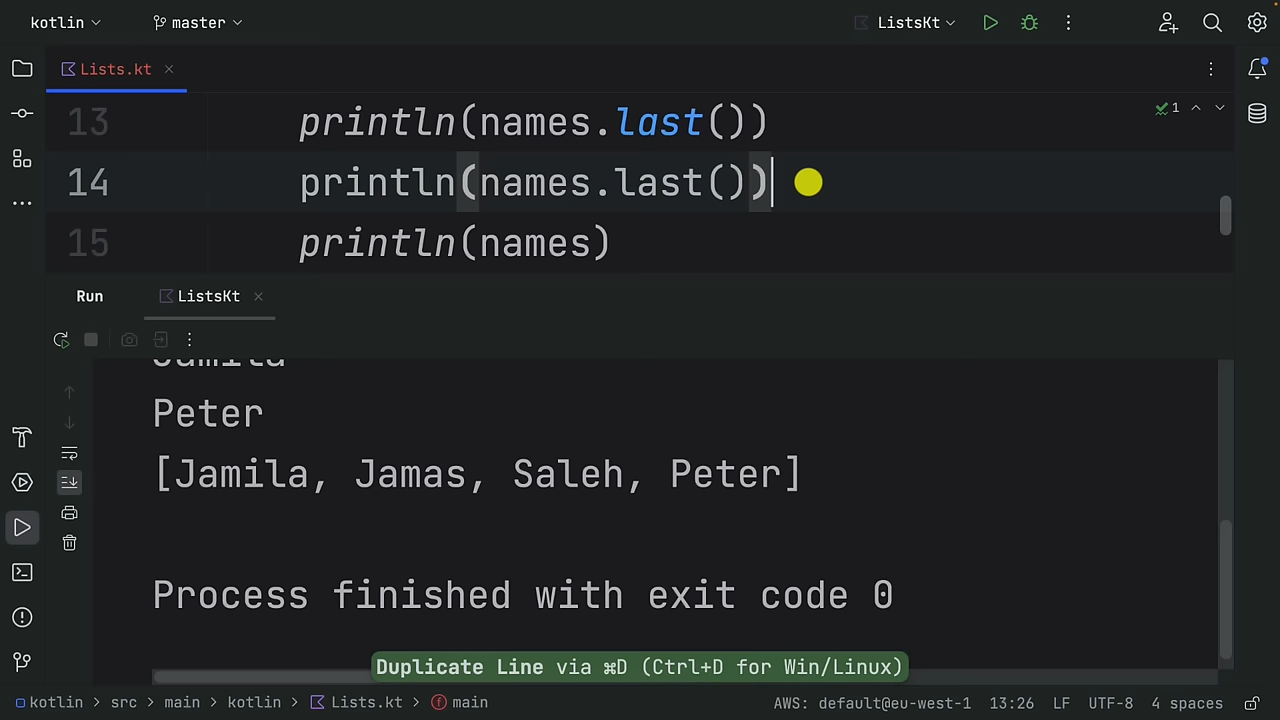 kotlin master ListsKt
Lists.kt
13 println(names.last()) 1
14 println(names.last())
15 println(names)
Run ListsKt
Jamila
Peter
[Jamila, Jamas, Saleh, Peter]
Process finished with exit code 0
Duplicate Line via ⌘D (Ctrl+D for Win/Linux)
kotlin > src > main > kotlin > Lists.kt > main AWS: default@eu-west-1 13:26 LF UTF-8 4 spaces